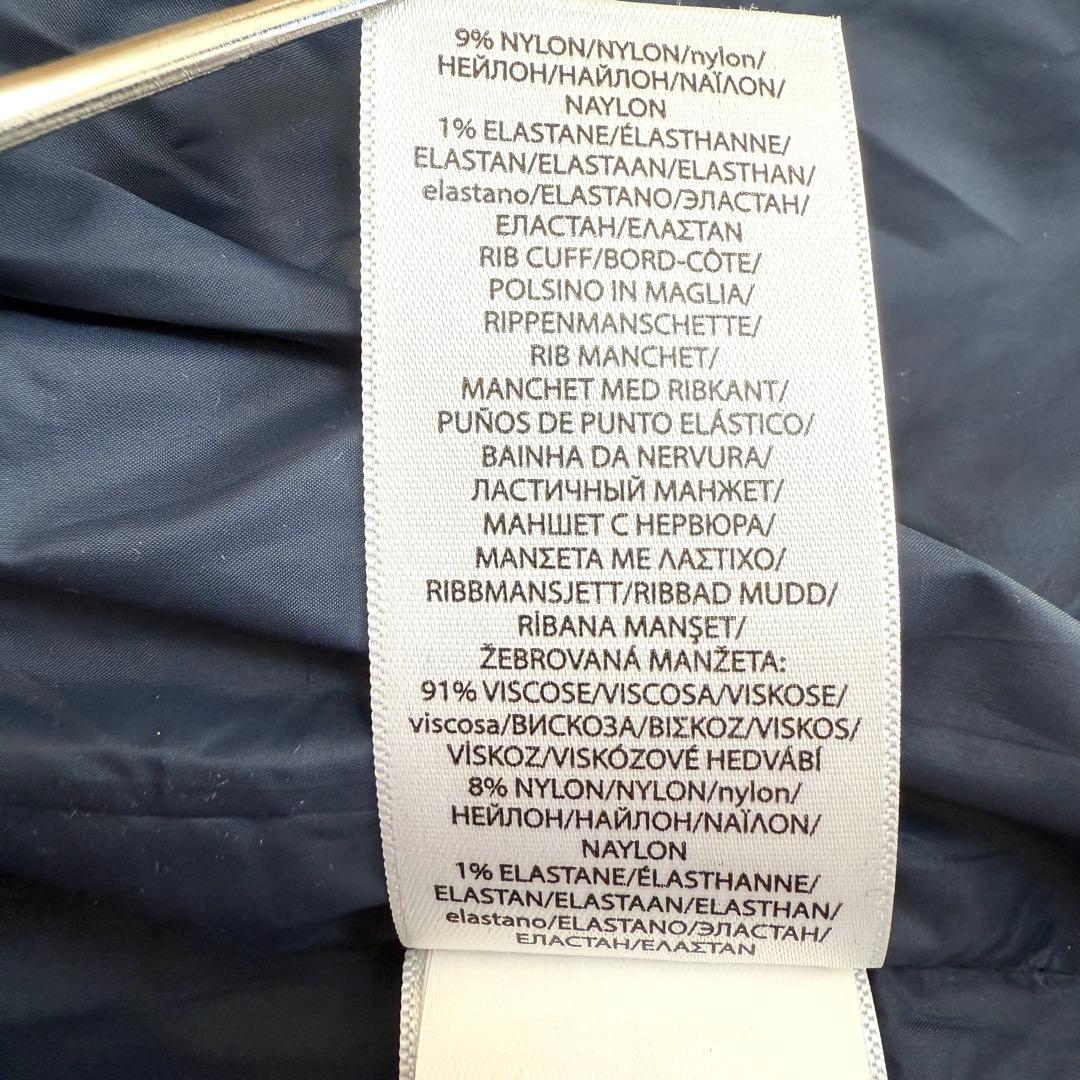 9% NYLON/NYLON/nylon/
НЕЙЛОН/НАЙЛОН/ΝΑΪΛΟΝ/
NAYLON
1% ELASTANE/ÉLASTHANNE/
ELASTAN/ELASTAAN/ELASTHAN/
elastano/ELASTANO/ЭЛАСТАН/
ЕЛАСТАН/ΕΛΑΣΤΑΝ
RIB CUFF/BORD-CÔTE/
POLSINO IN MAGLIA/
RIPPENMANSCHETTE/
RIB MANCHET/
MANCHET MED RIBKANT/
PUÑOS DE PUNTO ELÁSTICO/
BAINHA DA NERVURA/
ЛАСТИЧНЫЙ МАНЖЕТ/
МАНШЕТ С НЕРВЮРА/
ΜΑΝΣΕΤΑ ΜΕ ΛΑΣΤΙΧΟ/
RIBBMANSJETT/RIBBAD MUDD/
RİBANA MANŞET/
ŽEBROVANÁ MANŽETA:
91% VISCOSE/VISCOSA/VISKOSE/
viscosa/ВИСКОЗА/ΒΙΣΚΟΖ/VISKOS/
VİSKOZ/VISKÓZOVÉ HEDVÁBÍ
8% NYLON/NYLON/nylon/
НЕЙЛОН/НАЙЛОН/ΝΑΪΛΟΝ/
NAYLON
1% ELASTANE/ÉLASTHANNE/
ELASTAN/ELASTAAN/ELASTHAN/
elastano/ELASTANO/ЭЛАСТАН/
ЕЛАСТАН/ΕΛΑΣΤΑΝ